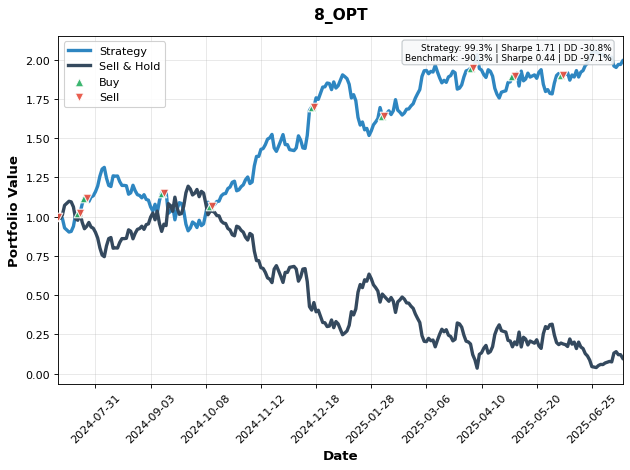 8_OPT
Strategy
Sell & Hold
Buy
Sell
Strategy: 99.3% | Sharpe 1.71 | DD -30.8%
Benchmark: -90.3% | Sharpe 0.44 | DD -97.1%
Portfolio Value
2.00
1.75
1.50
1.25
1.00
0.75
0.50
0.25
0.00
2024-07-31
2024-09-03
2024-10-08
2024-11-12
2024-12-18
2025-01-28
2025-03-06
2025-04-10
2025-05-20
2025-06-25
Date